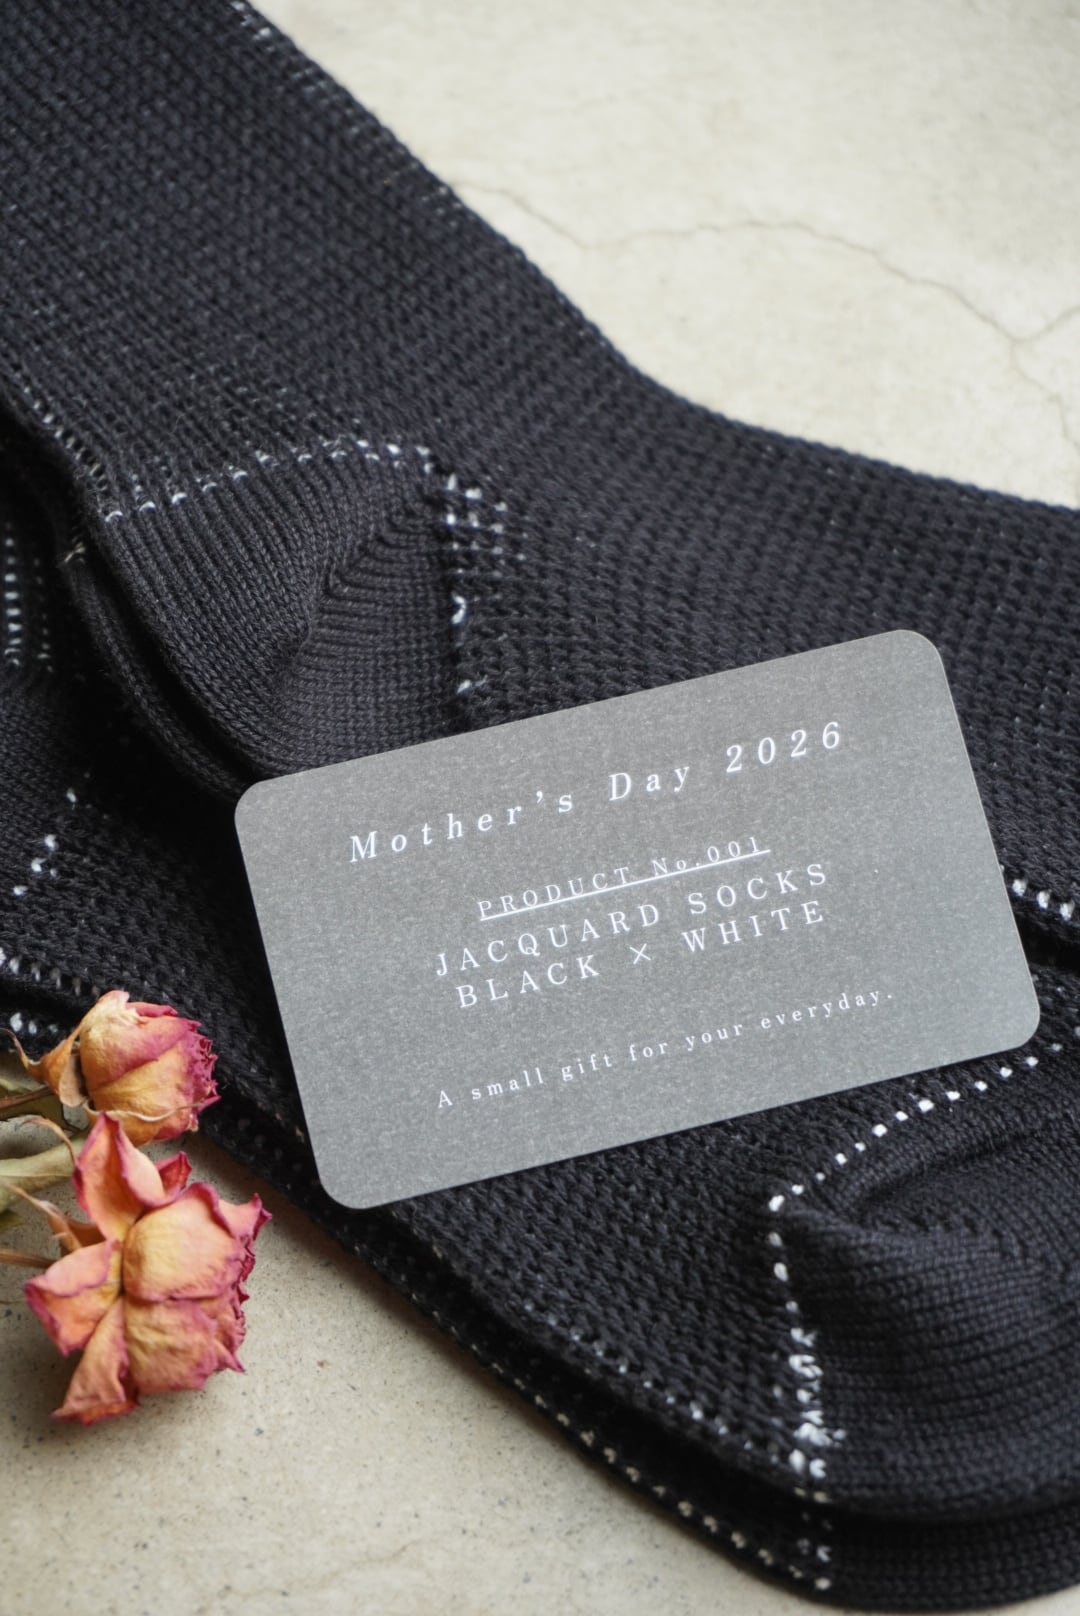 Mother’s Day 2026
PRODUCT No.001
JACQUARD SOCKS
BLACK × WHITE
A small gift for your everyday.